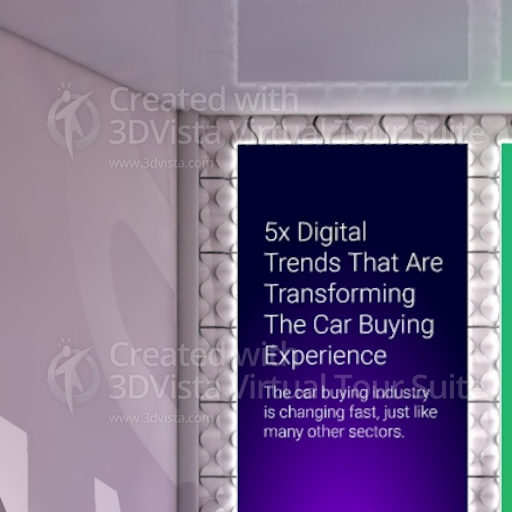 Created with
3DVista Virtual Tour Suite
www.3dvista.com
5x Digital
Trends That Are
Transforming
The Car Buying
Experience
Created with
3DVista Virtual Tour Suite
www.3dvista.com
The car buying industry
is changing fast, just like
many other sectors.